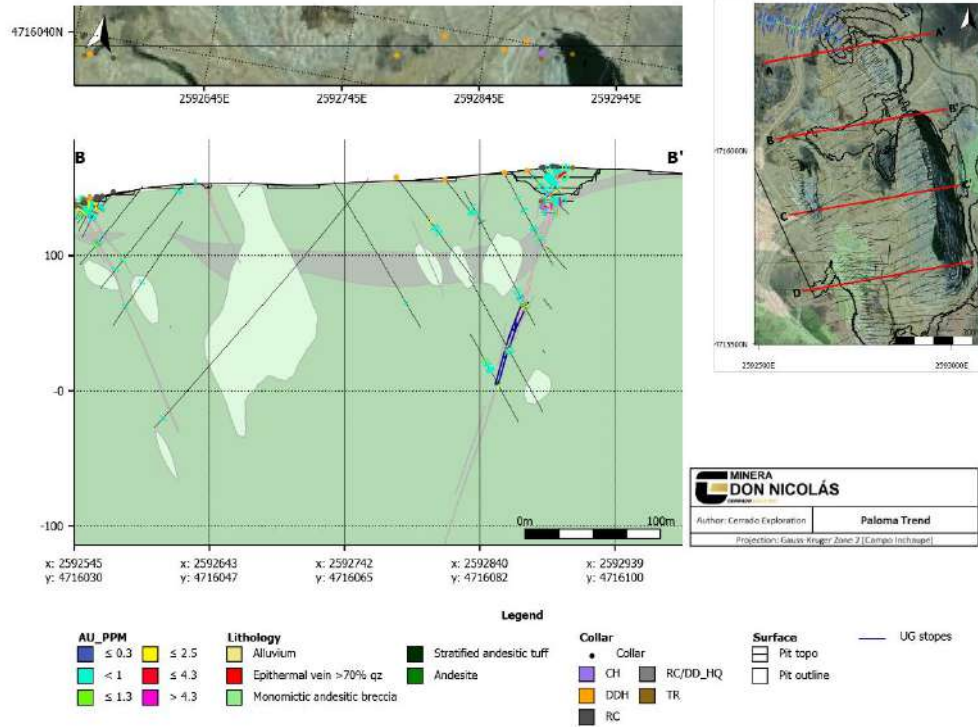 4716040N
2592645E
2592745E
2592845E
2592945E
B
B'
100
-0
-100
0m
100m
x: 2592545
y: 4716030
x: 2592643
y: 4716047
x: 2592742
y: 4716065
x: 2592840
y: 4716082
x: 2592939
y: 4716100
A
A'
B
B'
4716000N
C
C'
D
4715500N
2592500E
2593000E
MINERA
DON NICOLÁS
CERRADO
Author: Cerrado Exploration
Paloma Trend
Projection: Gauss-Kruger Zone 2 [Campo Inchaupe]
Legend
AU_PPM
≤ 0.3
≤ 2.5
< 1
≤ 4.3
≤ 1.3
> 4.3
Lithology
Alluvium
Stratified andesitic tuff
Epithermal vein >70% qz
Andesite
Monomictic andesitic breccia
Collar
Collar
CH
RC/DD_HQ
DDH
TR
RC
Surface
Pit topo
Pit outline
UG stopes